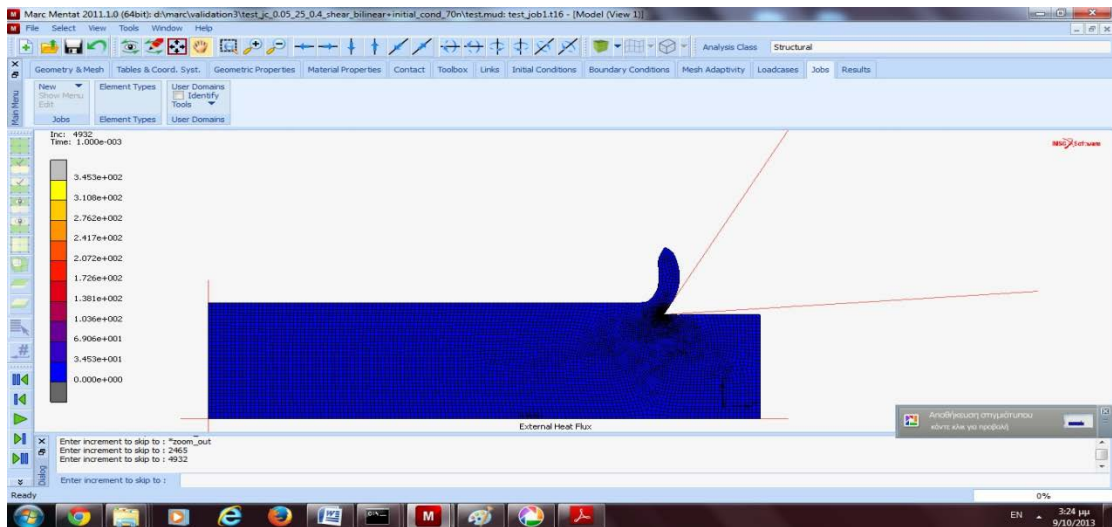 Marc Mentat 2011.1.0 (64bit): d:\marc\validation3\test_jc_0.05_25_0.4_shear_bilinear+initial_cond_70n\test.mud: test_job1.t16 - [Model (View 1)]
File Select View Tools Window Help
Analysis Class Structural
Geometry & Mesh Tables & Coord. Syst. Geometric Properties Material Properties Contact Toolbox Links Initial Conditions Boundary Conditions Mesh Adaptivity Loadcases Jobs Results
Main Menu
New Element Types User Domains
Show Menu Identify
Edit Tools
Jobs Element Types User Domains
Inc: 4932
Time: 1.000e-003
3.453e+002
3.108e+002
2.762e+002
2.417e+002
2.072e+002
1.726e+002
1.381e+002
1.036e+002
6.906e+001
3.453e+001
0.000e+000
External Heat Flux
Αποθήκευση στιγμιότυπου
κάντε κλικ για προβολή
Dialog
Enter increment to skip to : *zoom_out
Enter increment to skip to : 2465
Enter increment to skip to : 4932
Enter increment to skip to :
Ready
0%
EN
3:24 μμ
9/10/2013